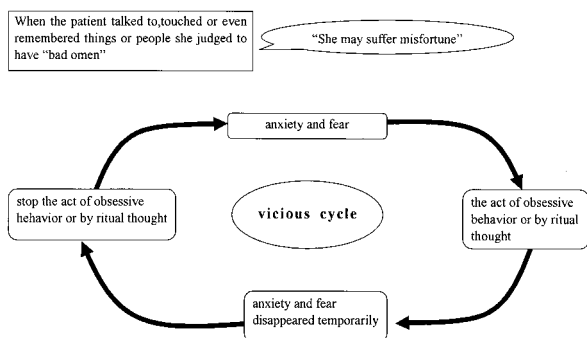 When the patient talked to,touched or even
remembered things or people she judged to
have “bad omen”
“She may suffer misfortune”
anxiety and fear
stop the act of obsessive
hehavior or by ritual thought
vicious cycle
the act of obsessive
behavior or by ritual
thought
anxiety and fear
disappeared temporarily